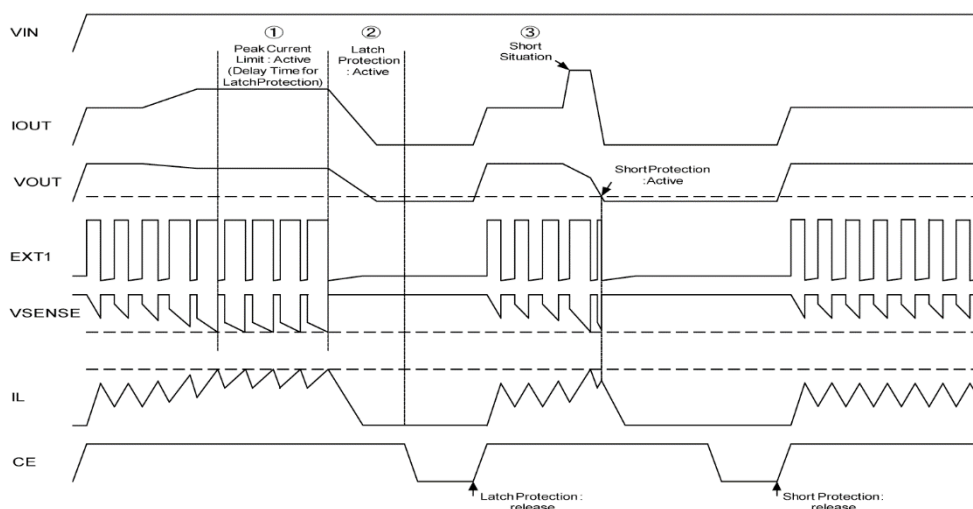 ① ② ③
Peak Current
Limit : Active
(Delay Time for
LatchProtection)
Latch
Protection
: Active
Short
Situation
VIN
IOUT
VOUT
Short Protection
:Active
EXT1
VSENSE
IL
CE
Latch Protection :
release
Short Protection:
release